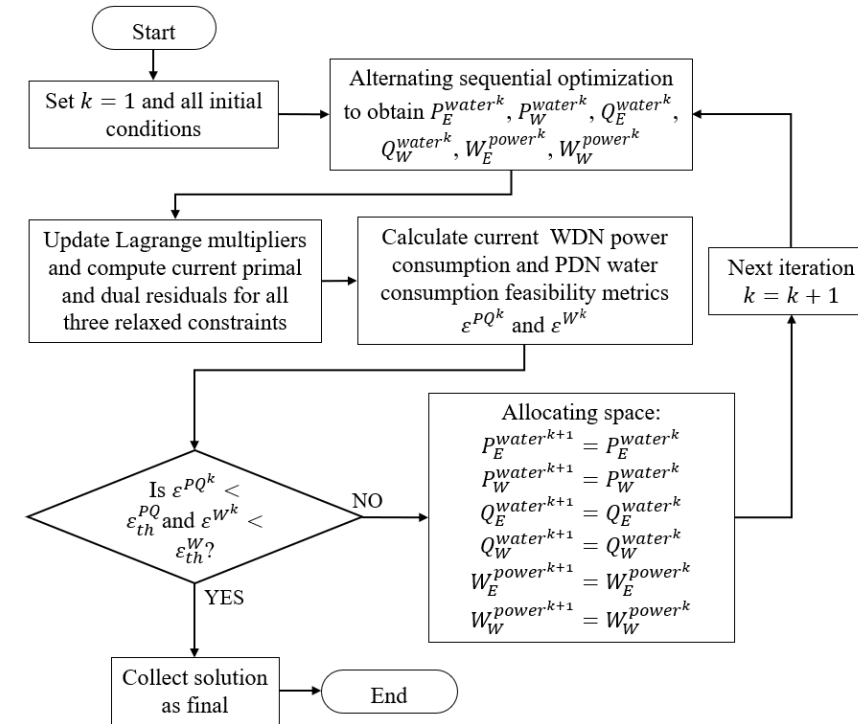 Start
Set k = 1 and all initial
conditions
Alternating sequential optimization
to obtain P_E^{water^k}, P_W^{water^k}, Q_E^{water^k},
Q_W^{water^k}, W_E^{power^k}, W_W^{power^k}
Update Lagrange multipliers
and compute current primal
and dual residuals for all
three relaxed constraints
Calculate current WDN power
consumption and PDN water
consumption feasibility metrics
ε^{PQ^k} and ε^{W^k}
Next iteration
k = k + 1
Is ε^{PQ^k} <
ε_{th}^{PQ} and ε^{W^k} <
ε_{th}^{W}?
NO
YES
Allocating space:
P_E^{water^{k+1}} = P_E^{water^k}
P_W^{water^{k+1}} = P_W^{water^k}
Q_E^{water^{k+1}} = Q_E^{water^k}
Q_W^{water^{k+1}} = Q_W^{water^k}
W_E^{power^{k+1}} = W_E^{power^k}
W_W^{power^{k+1}} = W_W^{power^k}
Collect solution
as final
End